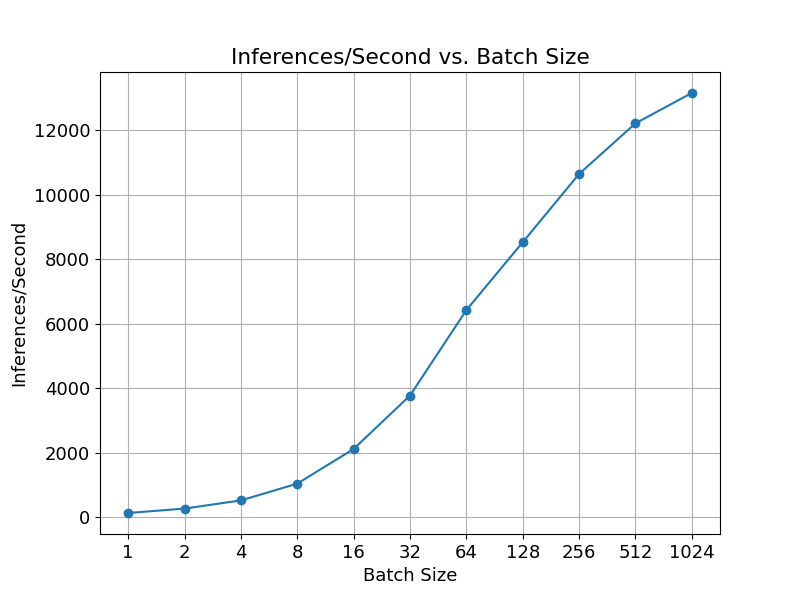 Inferences/Second vs. Batch Size
Inferences/Second
12000
10000
8000
6000
4000
2000
0
1 2 4 8 16 32 64 128 256 512 1024
Batch Size